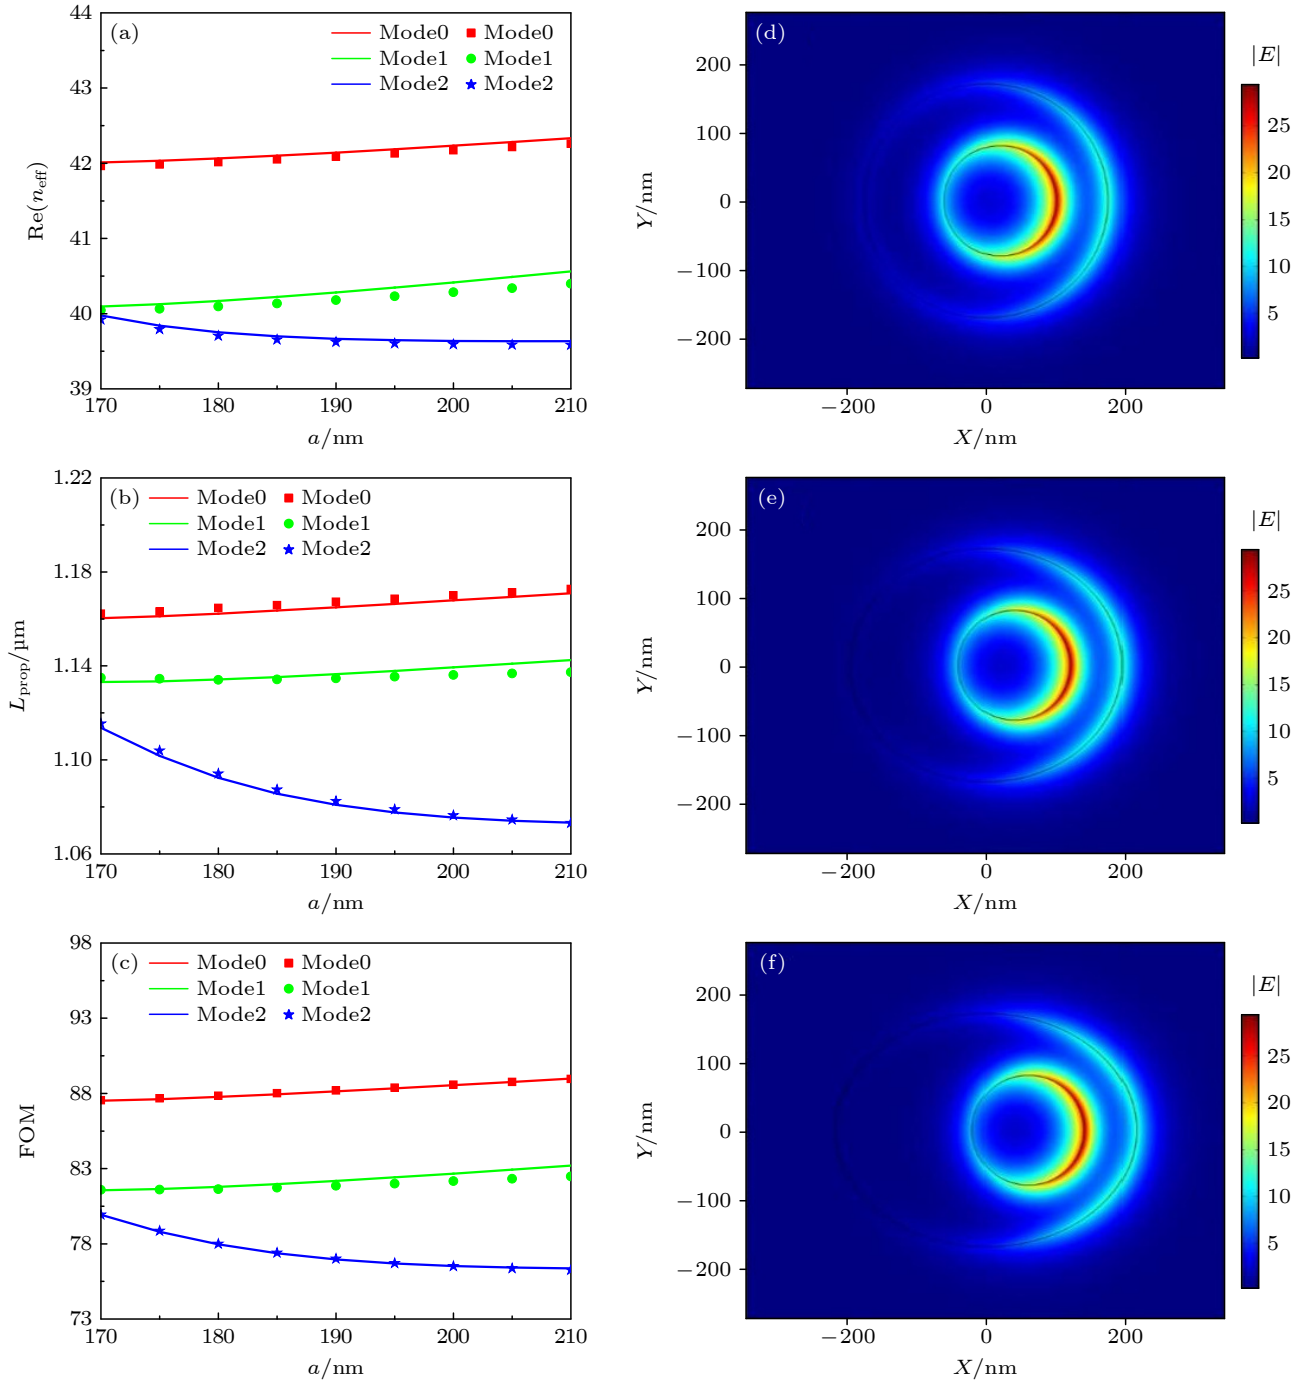 (a)
Mode0 Mode0
Mode1 Mode1
Mode2 Mode2
44
43
42
41
40
39
Re(neff)
170 180 190 200 210
a/nm
(d)
200
100
0
−100
−200
Y/nm
−200 0 200
X/nm
|E|
25
20
15
10
5
(b)
Mode0 Mode0
Mode1 Mode1
Mode2 Mode2
1.22
1.18
1.14
1.10
1.06
Lprop/µm
170 180 190 200 210
a/nm
(e)
200
100
0
−100
−200
Y/nm
−200 0 200
X/nm
|E|
25
20
15
10
5
(c)
Mode0 Mode0
Mode1 Mode1
Mode2 Mode2
98
93
88
83
78
73
FOM
170 180 190 200 210
a/nm
(f)
200
100
0
−100
−200
Y/nm
−200 0 200
X/nm
|E|
25
20
15
10
5